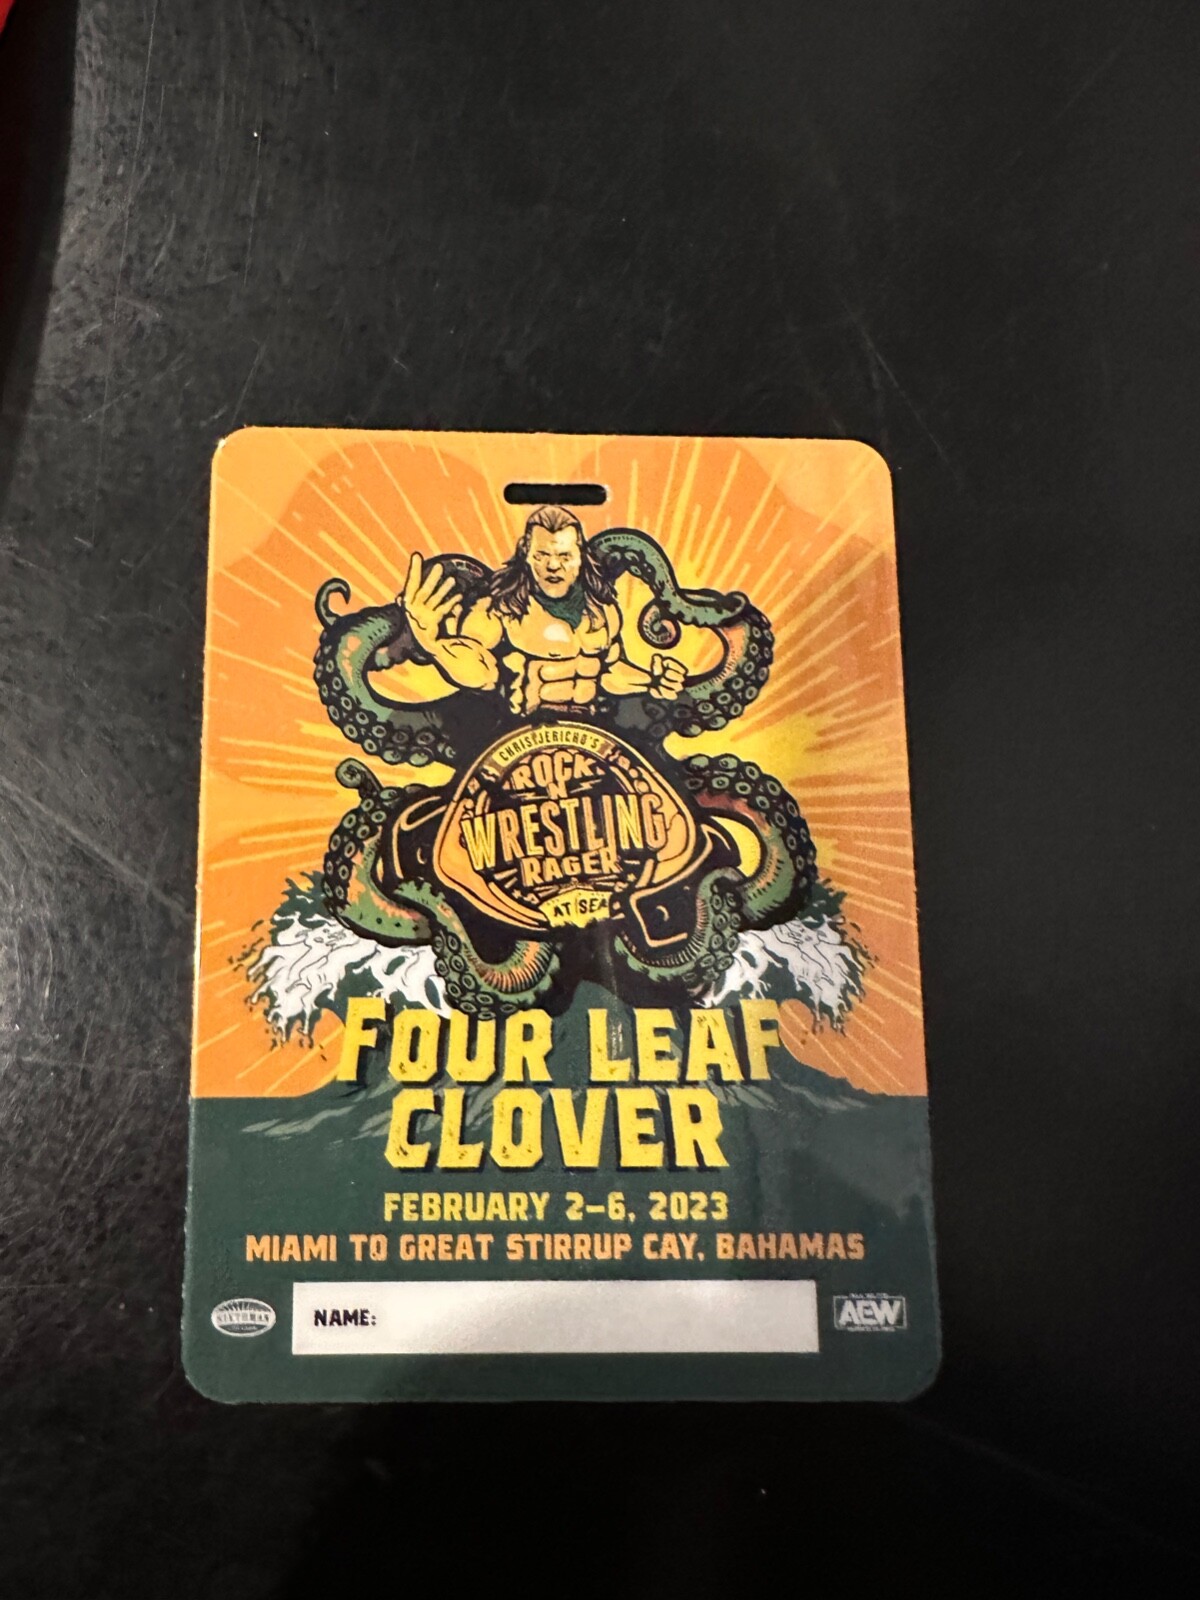 CHRIS JERICHO'S
ROCK
N
WRESTLING
RAGER
AT SEA
FOUR LEAF
CLOVER
FEBRUARY 2-6, 2023
MIAMI TO GREAT STIRRUP CAY, BAHAMAS
NAME:
SIXTHMAN
AEW